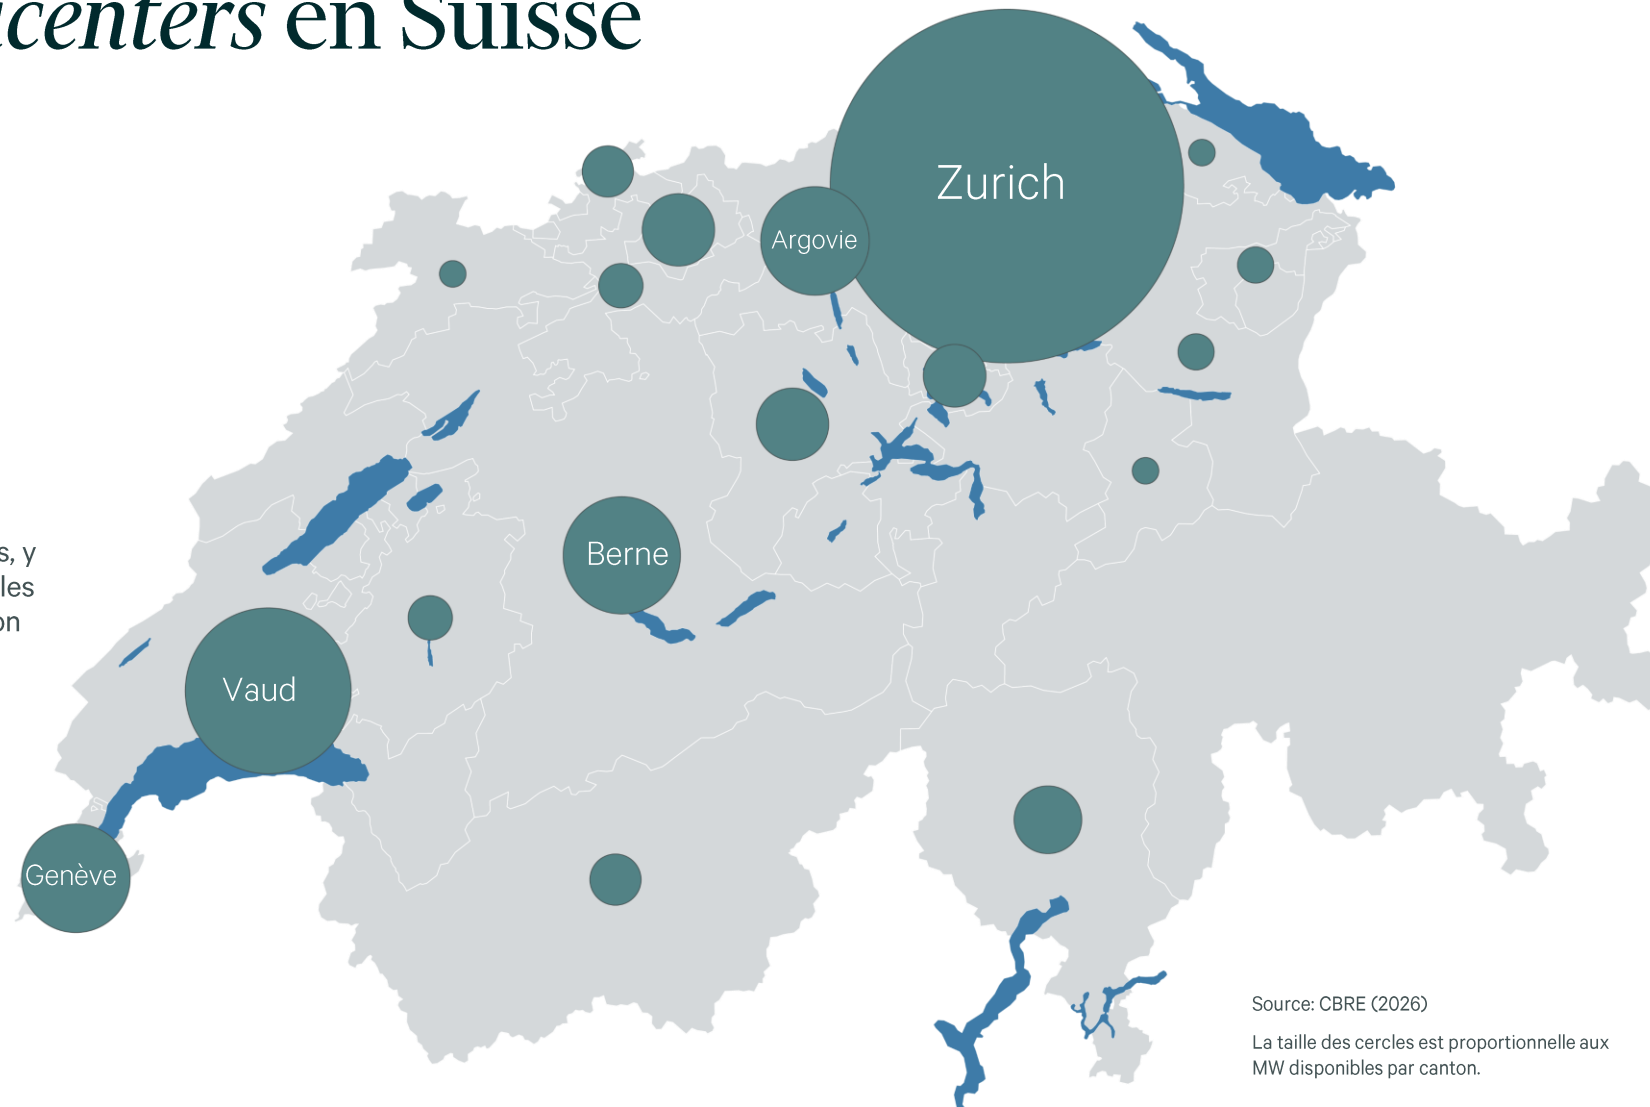 en Suisse
Zurich
Argovie
Berne
s, y
les
on
Vaud
Genève
Source: CBRE (2026)
La taille des cercles est proportionnelle aux
MW disponibles par canton.